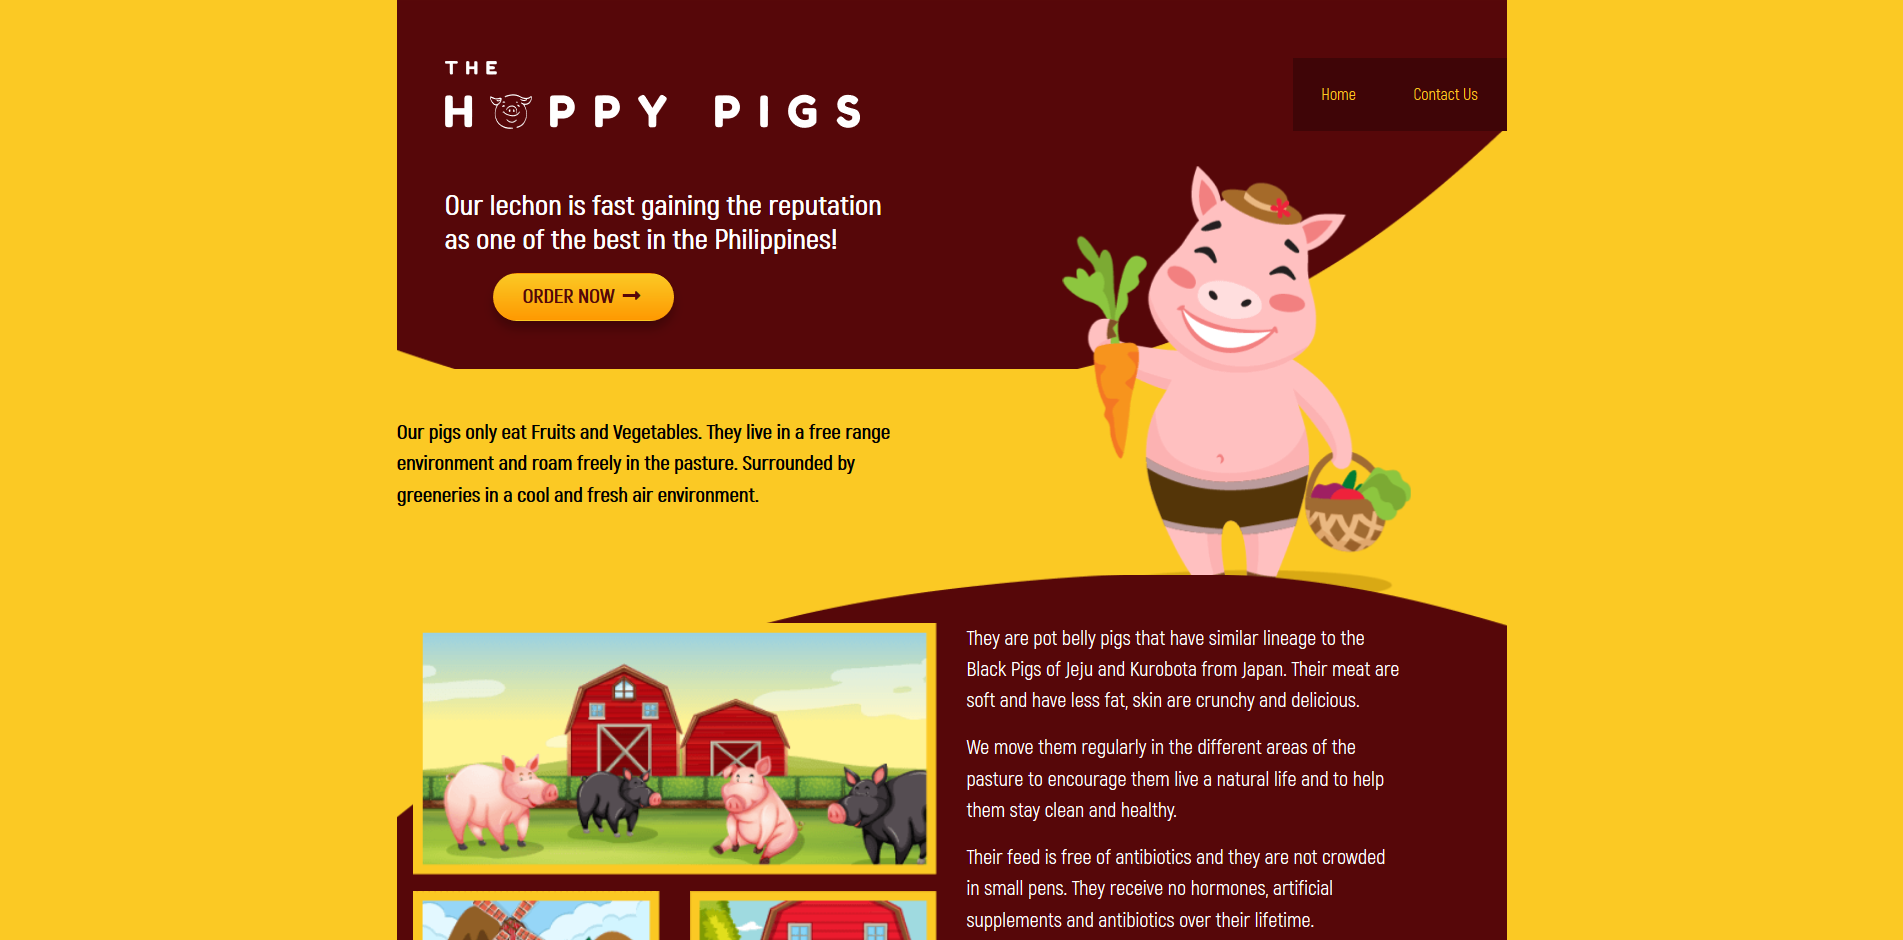 THE
H PPY PIGS
Home
Contact Us
Our lechon is fast gaining the reputation
as one of the best in the Philippines!
ORDER NOW
Our pigs only eat Fruits and Vegetables. They live in a free range
environment and roam freely in the pasture. Surrounded by
greeneries in a cool and fresh air environment.
They are pot belly pigs that have similar lineage to the
Black Pigs of Jeju and Kurobota from Japan. Their meat are
soft and have less fat, skin are crunchy and delicious.
We move them regularly in the different areas of the
pasture to encourage them live a natural life and to help
them stay clean and healthy.
Their feed is free of antibiotics and they are not crowded
in small pens. They receive no hormones, artificial
supplements and antibiotics over their lifetime.